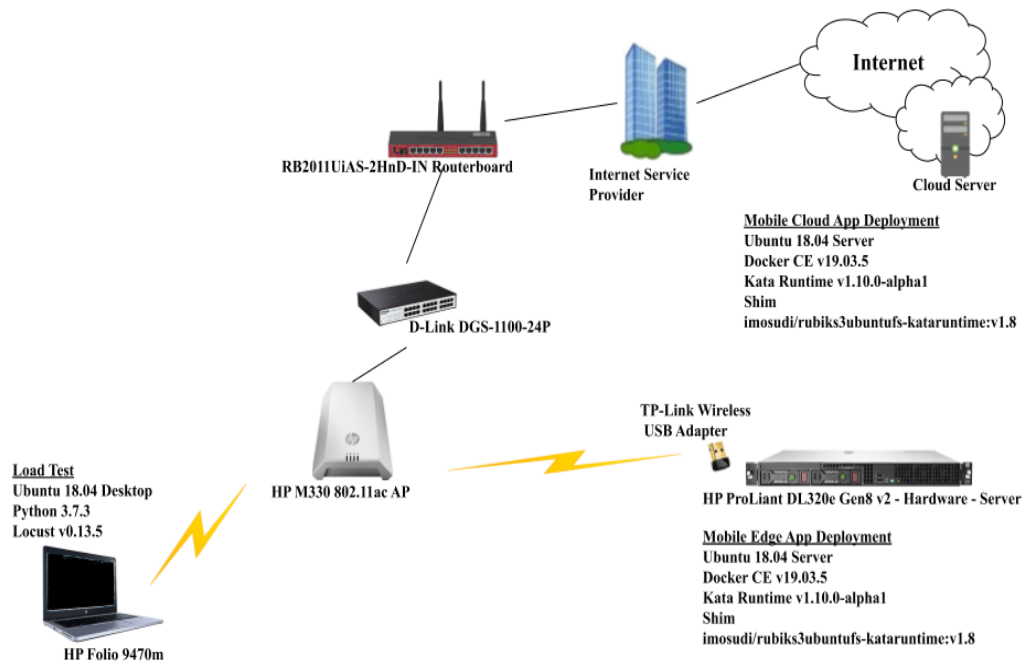 Internet
RB2011UiAS-2HnD-IN Routerboard
Internet Service
Provider
Cloud Server
Mobile Cloud App Deployment
Ubuntu 18.04 Server
Docker CE v19.03.5
Kata Runtime v1.10.0-alpha1
Shim
imosudi/rubiks3ubuntufs-kataruntime:v1.8
D-Link DGS-1100-24P
TP-Link Wireless
USB Adapter
HP M330 802.11ac AP
HP ProLiant DL320e Gen8 v2 - Hardware - Server
Load Test
Ubuntu 18.04 Desktop
Python 3.7.3
Locust v0.13.5
HP Folio 9470m
Mobile Edge App Deployment
Ubuntu 18.04 Server
Docker CE v19.03.5
Kata Runtime v1.10.0-alpha1
Shim
imosudi/rubiks3ubuntufs-kataruntime:v1.8